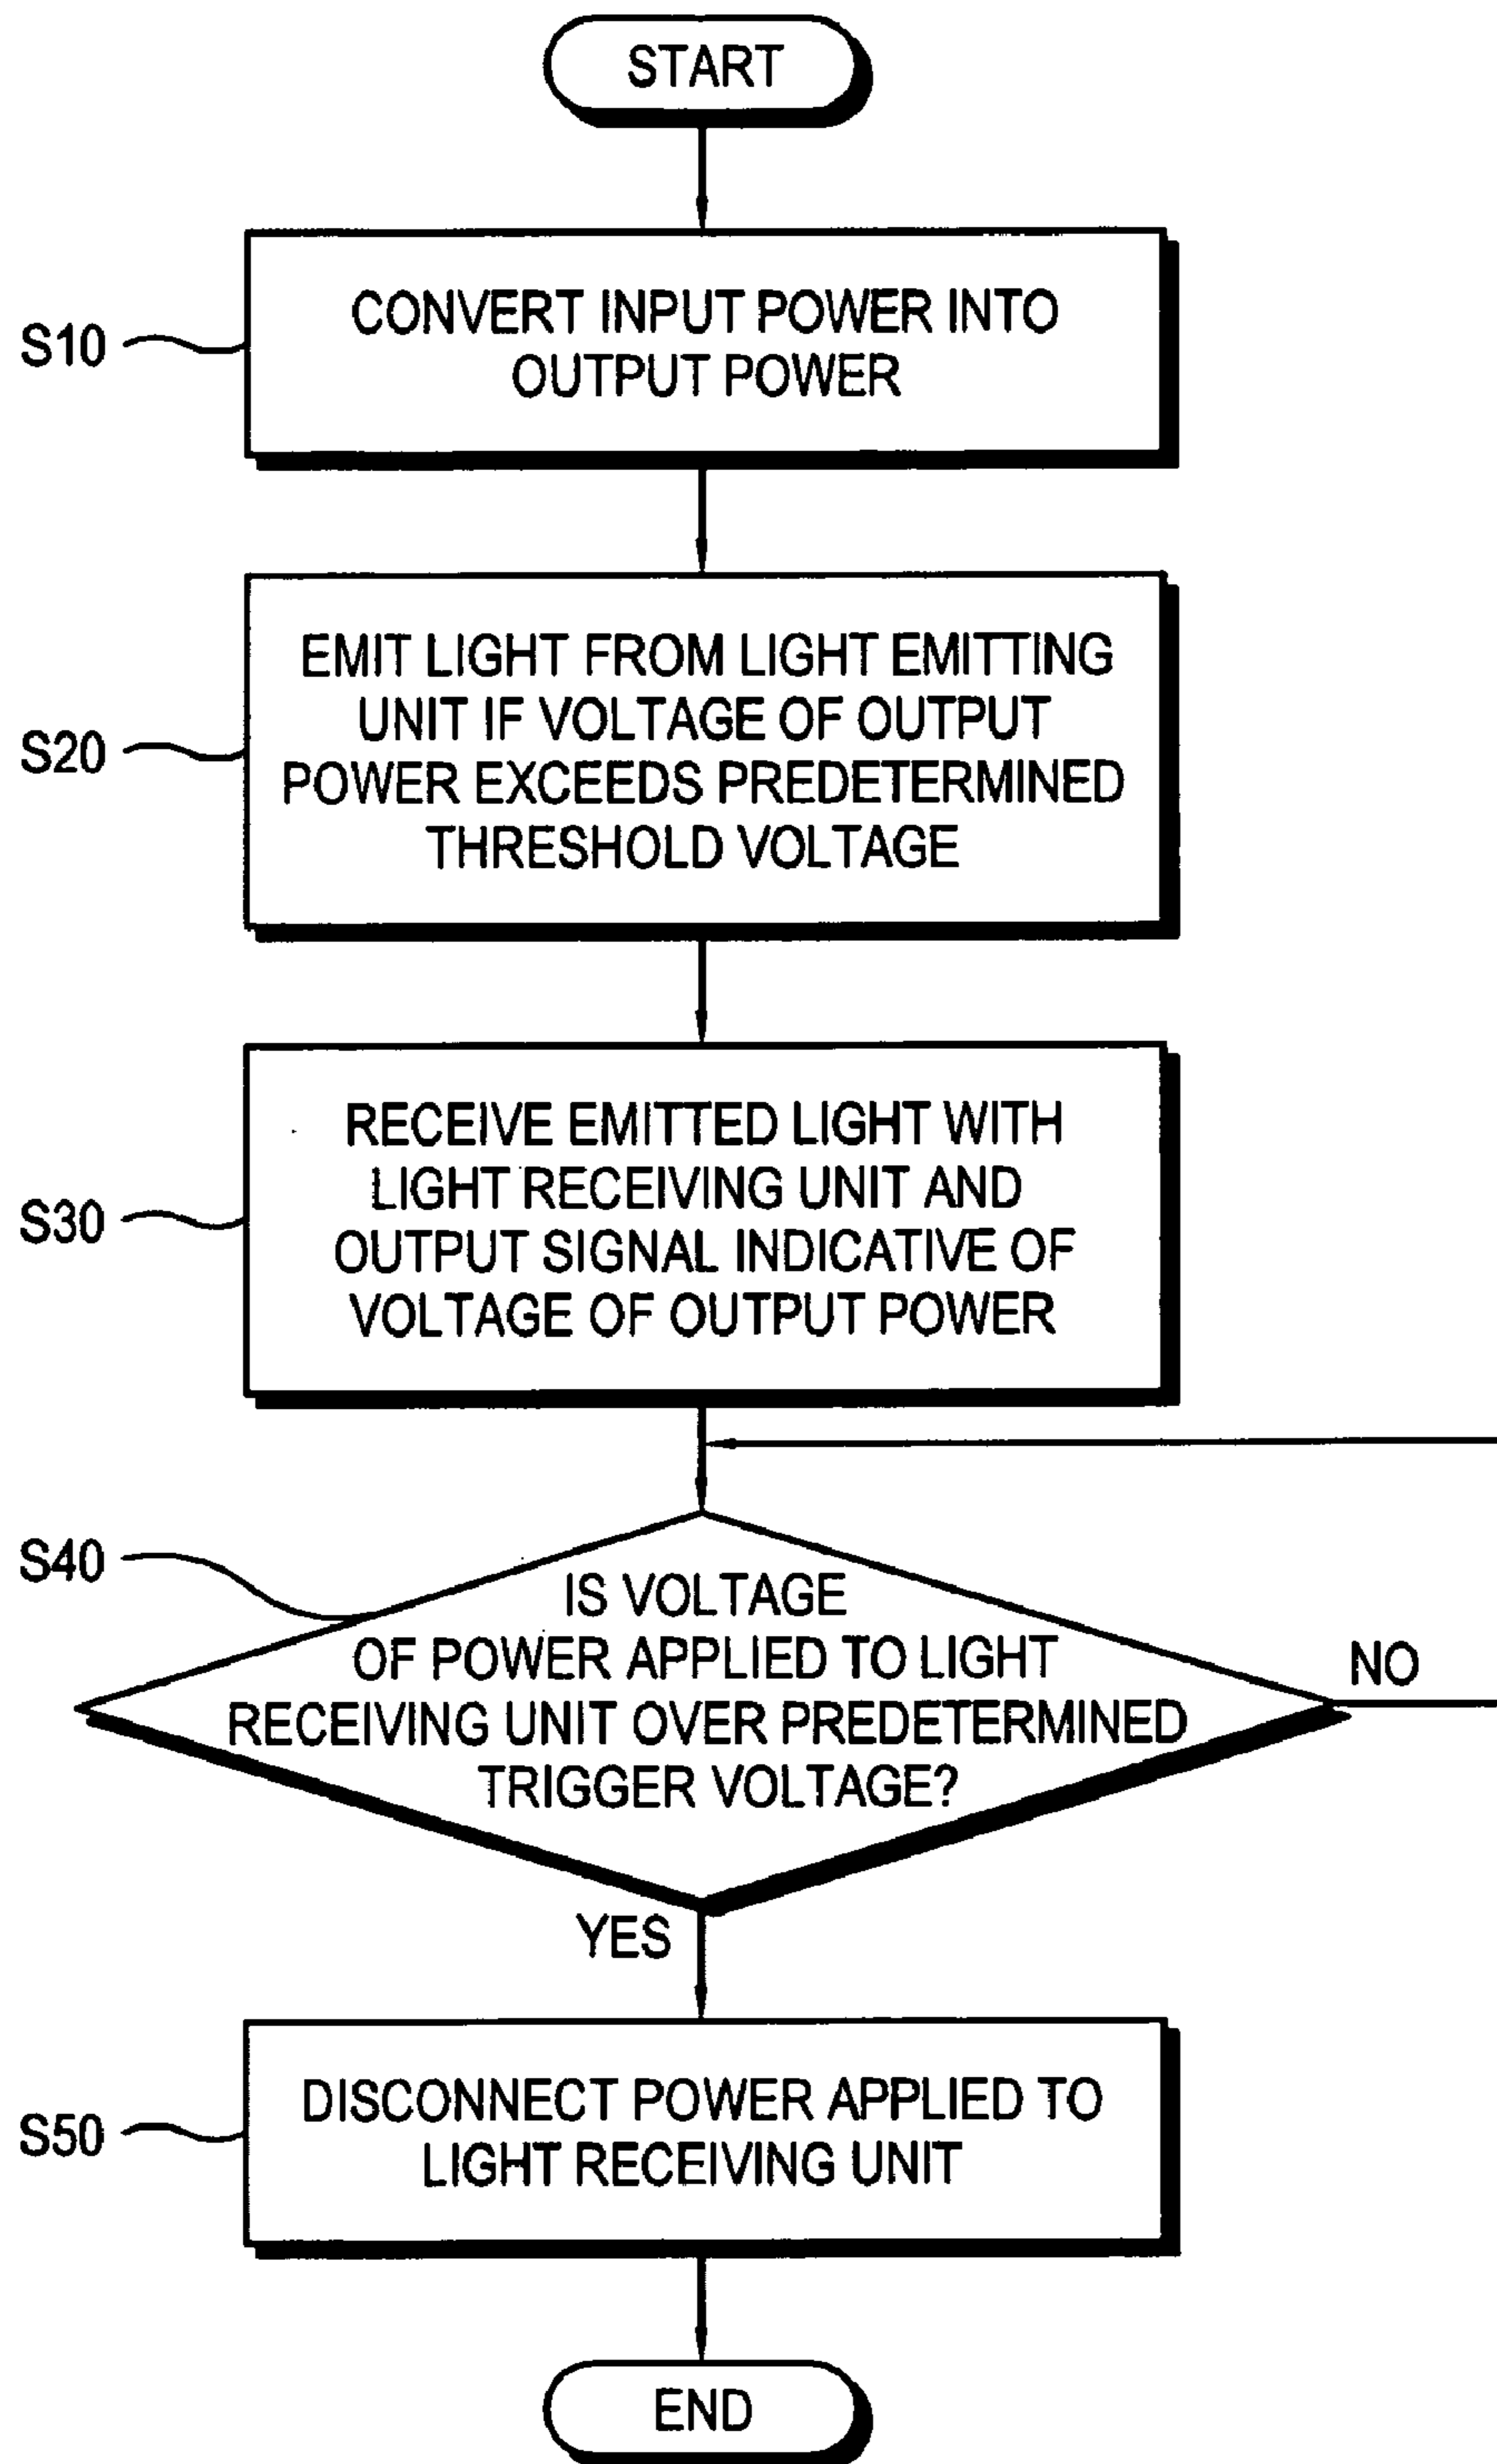 START
S10
CONVERT INPUT POWER INTO
OUTPUT POWER
S20
EMIT LIGHT FROM LIGHT EMITTING
UNIT IF VOLTAGE OF OUTPUT
POWER EXCEEDS PREDETERMINED
THRESHOLD VOLTAGE
S30
RECEIVE EMITTED LIGHT WITH
LIGHT RECEIVING UNIT AND
OUTPUT SIGNAL INDICATIVE OF
VOLTAGE OF OUTPUT POWER
S40
IS VOLTAGE
OF POWER APPLIED TO LIGHT
RECEIVING UNIT OVER PREDETERMINED
TRIGGER VOLTAGE?
NO
YES
S50
DISCONNECT POWER APPLIED TO
LIGHT RECEIVING UNIT
END